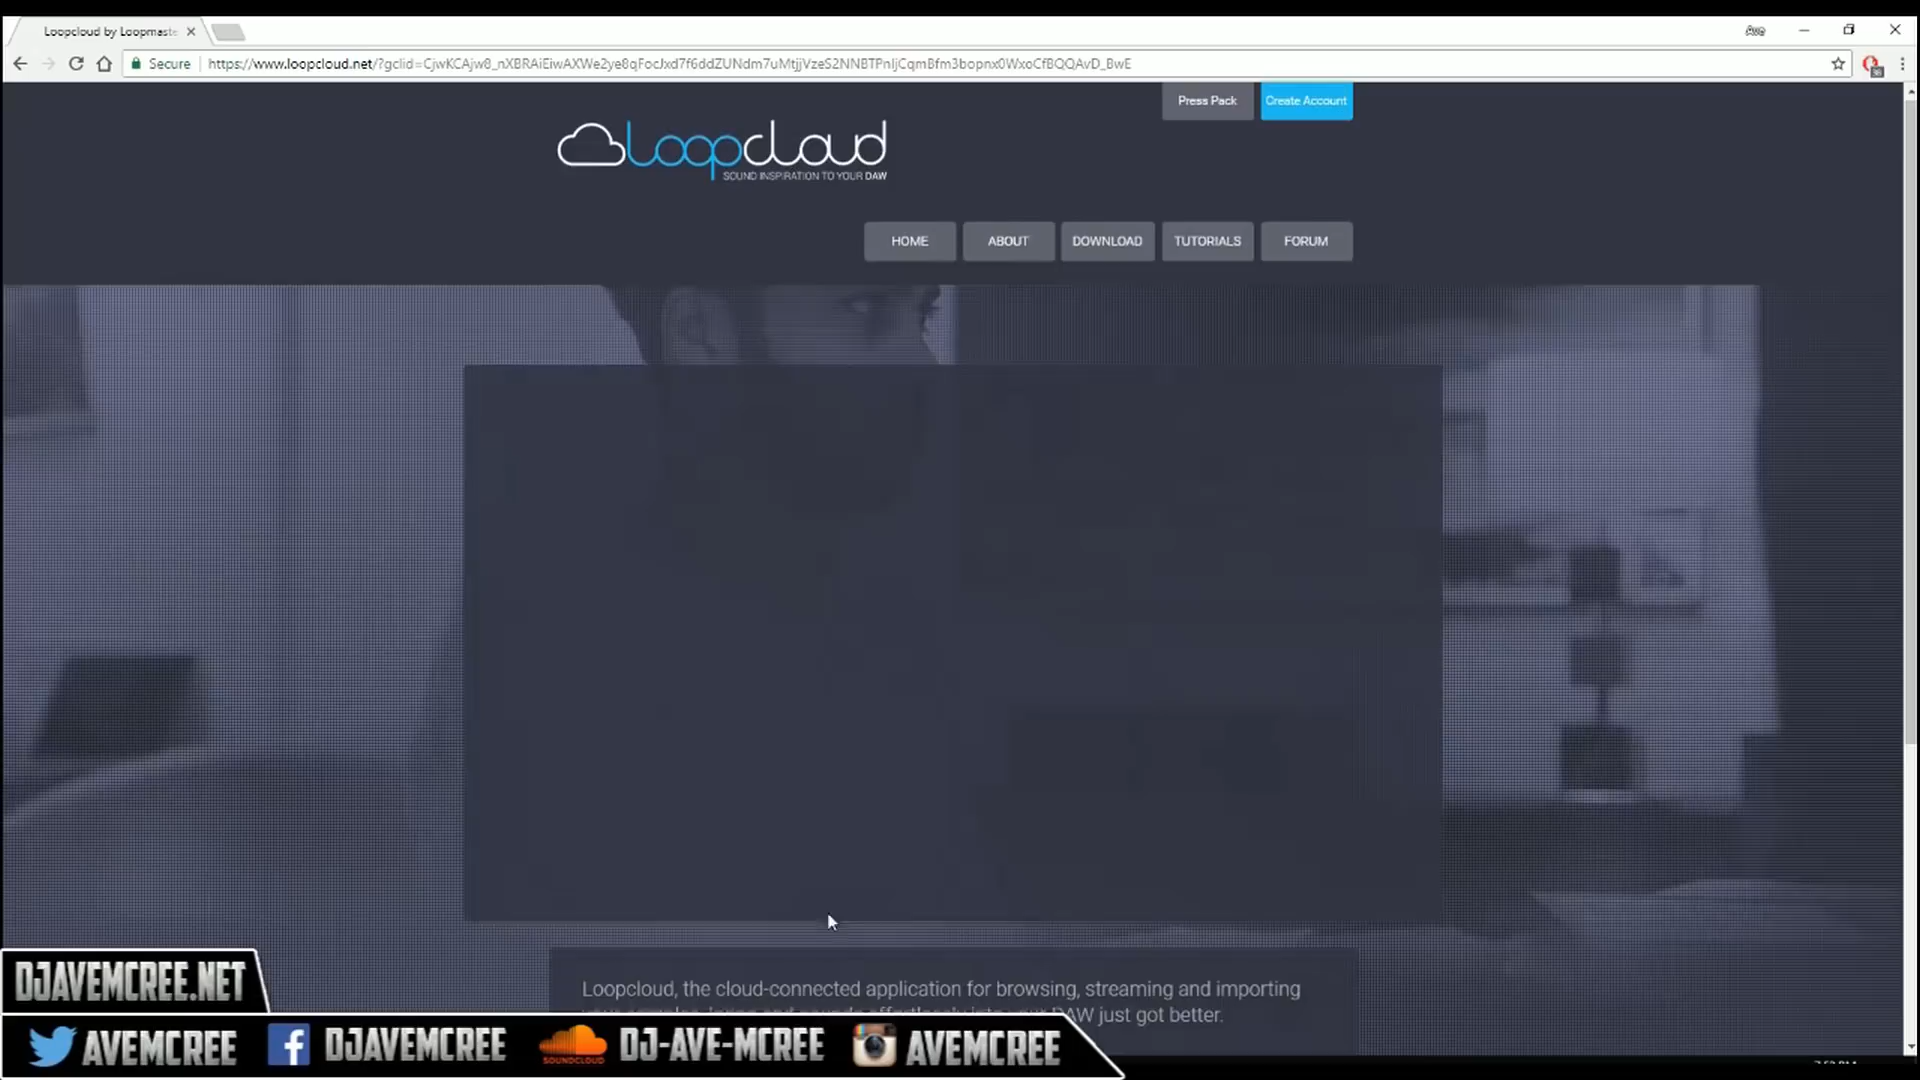 Loopcloud by Loopmaste
Ave
Secure
https://www.loopcloud.net/?gclid=CjwKCAjw8_nXBRAiEiwAXWe2ye8qFocJxd7f6ddZUNdm7uMtjjVzeS2NNBTPnIjCqmBfm3bopnx0WxoCfBQQAvD_BwE
Press Pack
Create Account
loopcloud
SOUND INSPIRATION TO YOUR DAW
HOME
ABOUT
DOWNLOAD
TUTORIALS
FORUM
Loopcloud, the cloud-connected application for browsing, streaming and importing
DAW just got better.
DJAVEMCREE.NET
AVEMCREE
DJAVEMCREE
SOUNDCLOUD
DJ-AVE-MCREE
AVEMCREE